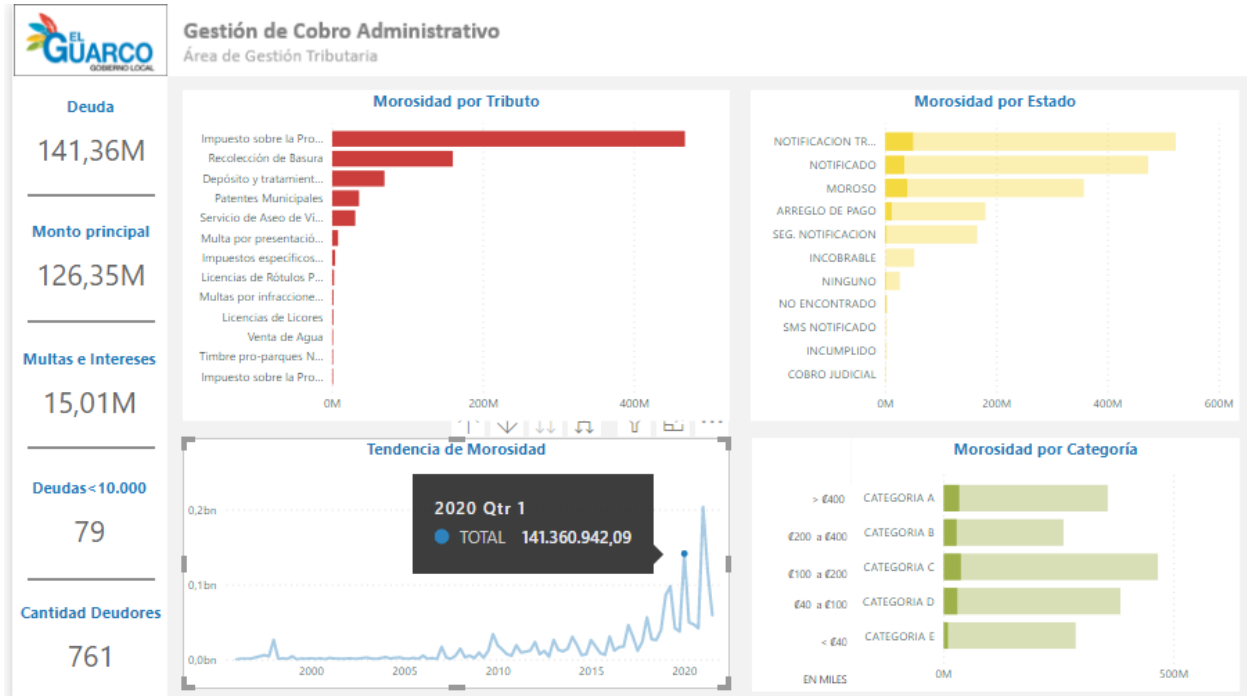 EL
GUARCO
GOBIERNO LOCAL
Gestión de Cobro Administrativo
Área de Gestión Tributaria
Deuda
141,36M
Monto principal
126,35M
Multas e Intereses
15,01M
Deudas<10.000
79
Cantidad Deudores
761
Morosidad por Tributo
Impuesto sobre la Pro...
Recolección de Basura
Depósito y tratamient...
Patentes Municipales
Servicio de Aseo de Ví...
Multa por presentació...
Impuestos específicos...
Licencias de Rótulos P...
Multas por infraccione...
Licencias de Licores
Venta de Agua
Timbre pro-parques N...
Impuesto sobre la Pro...
0M 200M 400M
Morosidad por Estado
NOTIFICACION TR...
NOTIFICADO
MOROSO
ARREGLO DE PAGO
SEG. NOTIFICACION
INCOBRABLE
NINGUNO
NO ENCONTRADO
SMS NOTIFICADO
INCUMPLIDO
COBRO JUDICIAL
0M 200M 400M 600M
Tendencia de Morosidad
2020 Qtr 1
TOTAL 141.360.942,09
0,2bn
0,1bn
0,0bn
2000 2005 2010 2015 2020
Morosidad por Categoría
> ₡400 CATEGORIA A
₡200 a ₡400 CATEGORIA B
₡100 a ₡200 CATEGORIA C
₡40 a ₡100 CATEGORIA D
< ₡40 CATEGORIA E
EN MILES
0M 500M